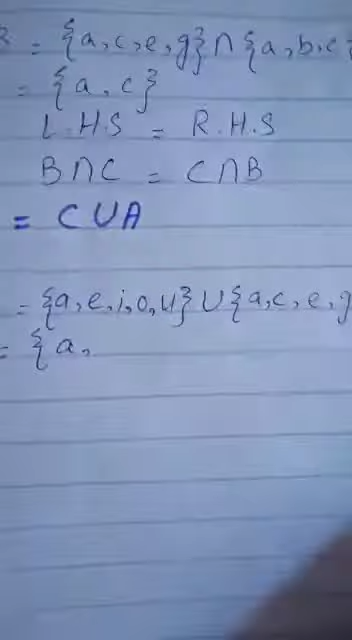 = {a, c, e, g} ∩ {a, b, c
= {a, c}
L.H.S = R.H.S
B∩C = C∩B
= C∪A
= {a, e, i, o, u} ∪ {a, c, e, g
= {a,